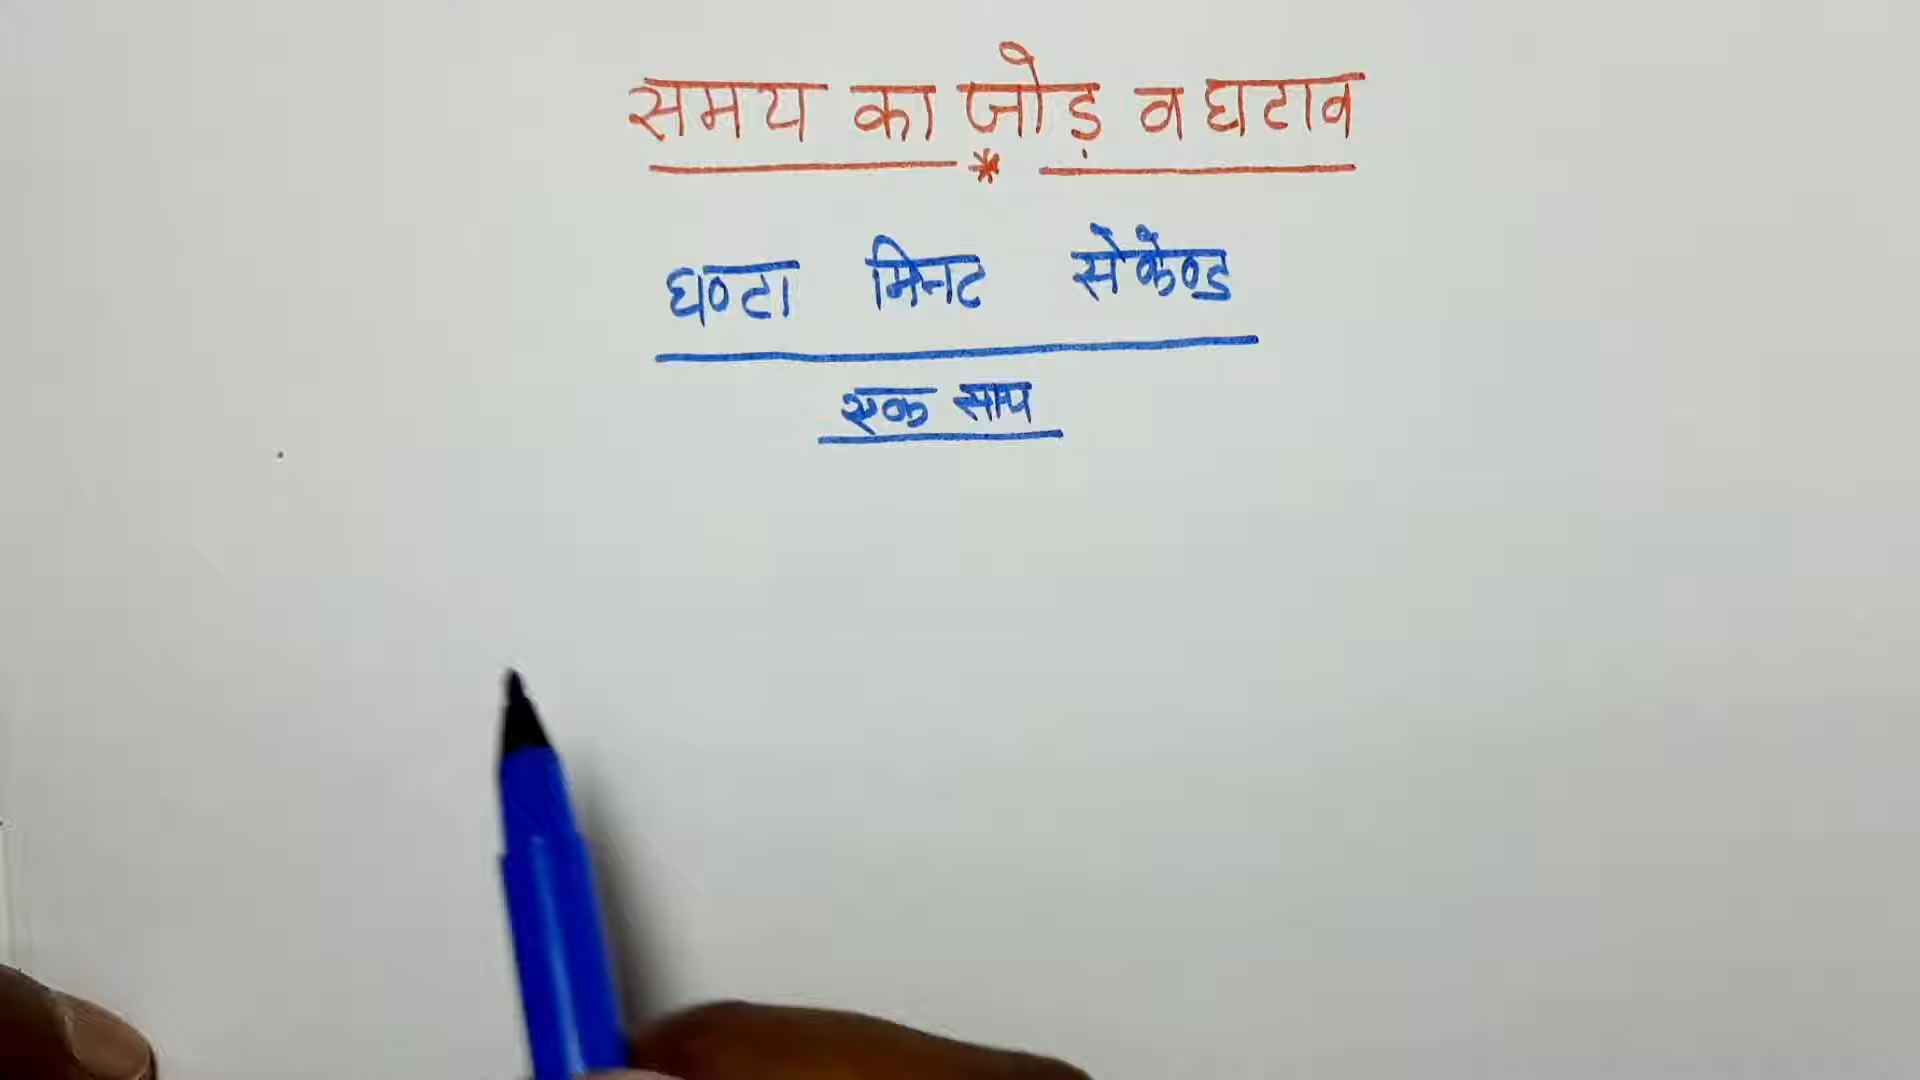 समय का जोड़ व घटाव
घण्टा मिनट सेकेण्ड
एक साथ